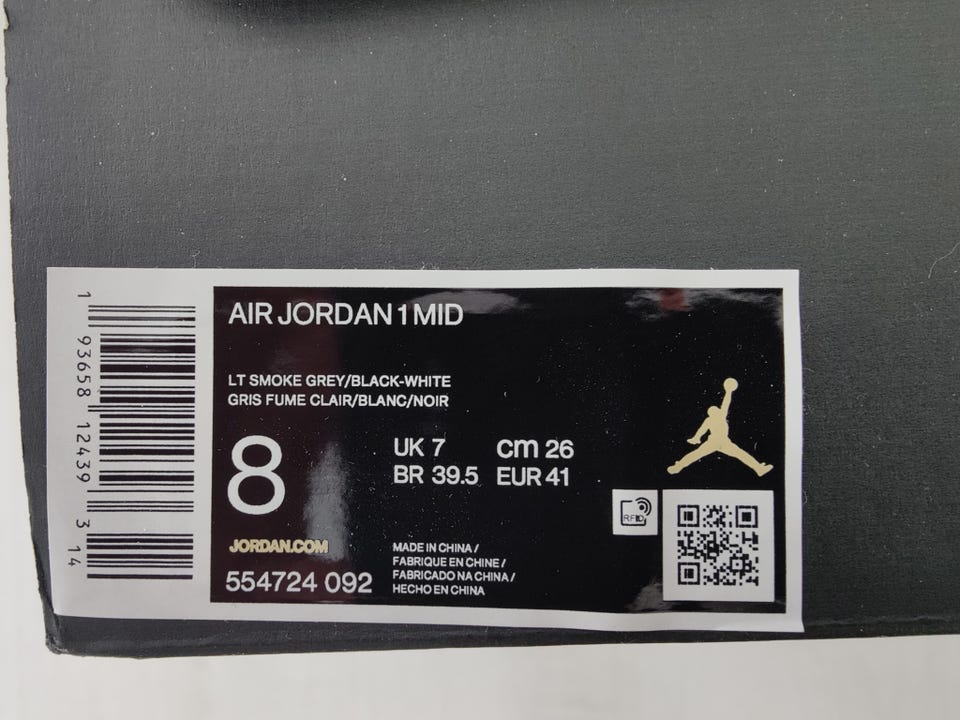 AIR JORDAN 1 MID
LT SMOKE GREY/BLACK-WHITE
GRIS FUME CLAIR/BLANC/NOIR
8
UK 7 cm 26
BR 39.5 EUR 41
RFID
JORDAN.COM
554724 092
MADE IN CHINA /
FABRIQUE EN CHINE /
FABRICADO NA CHINA /
HECHO EN CHINA
1 93658 12439 3 14